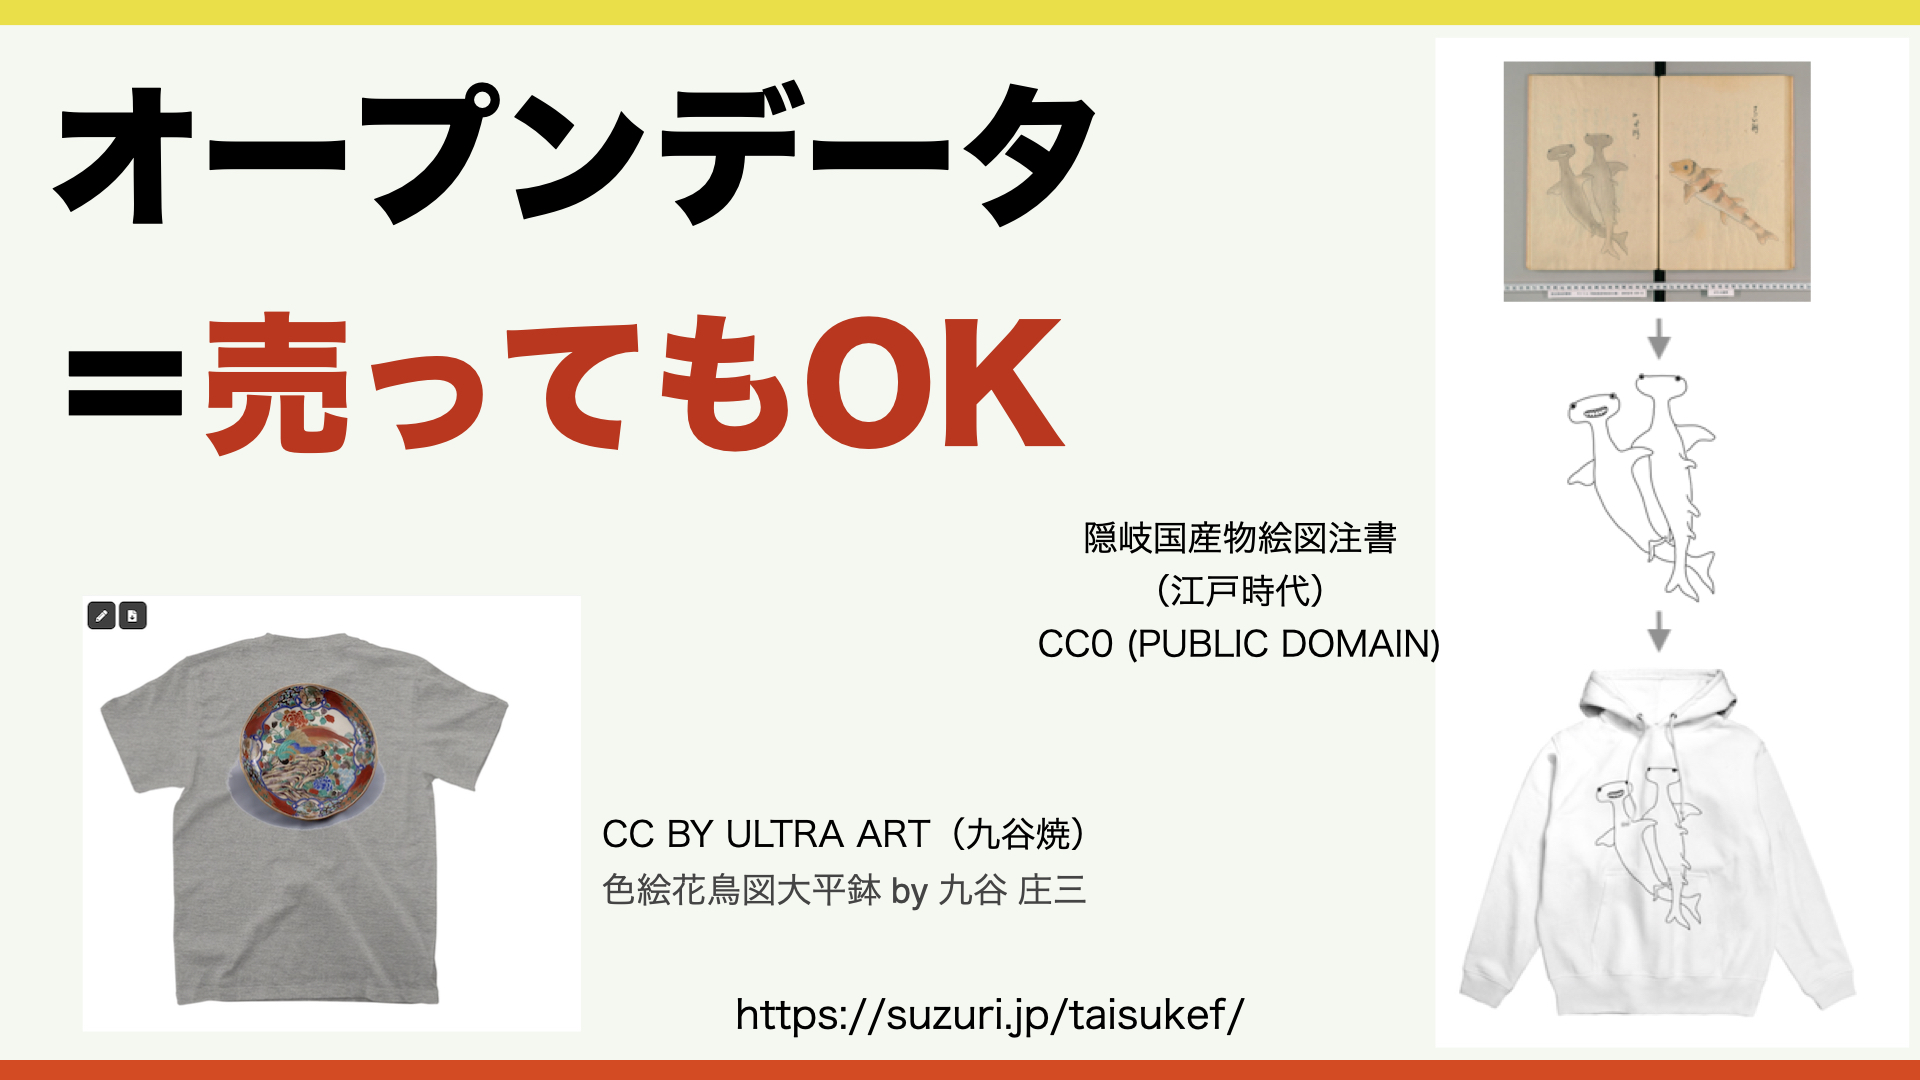 オープンデータ
＝売ってもOK
隠岐国産物絵図注書
（江戸時代）
CC0 (PUBLIC DOMAIN)
CC BY ULTRA ART（九谷焼）
色絵花鳥図大平鉢 by 九谷 庄三
https://suzuri.jp/taisukef/